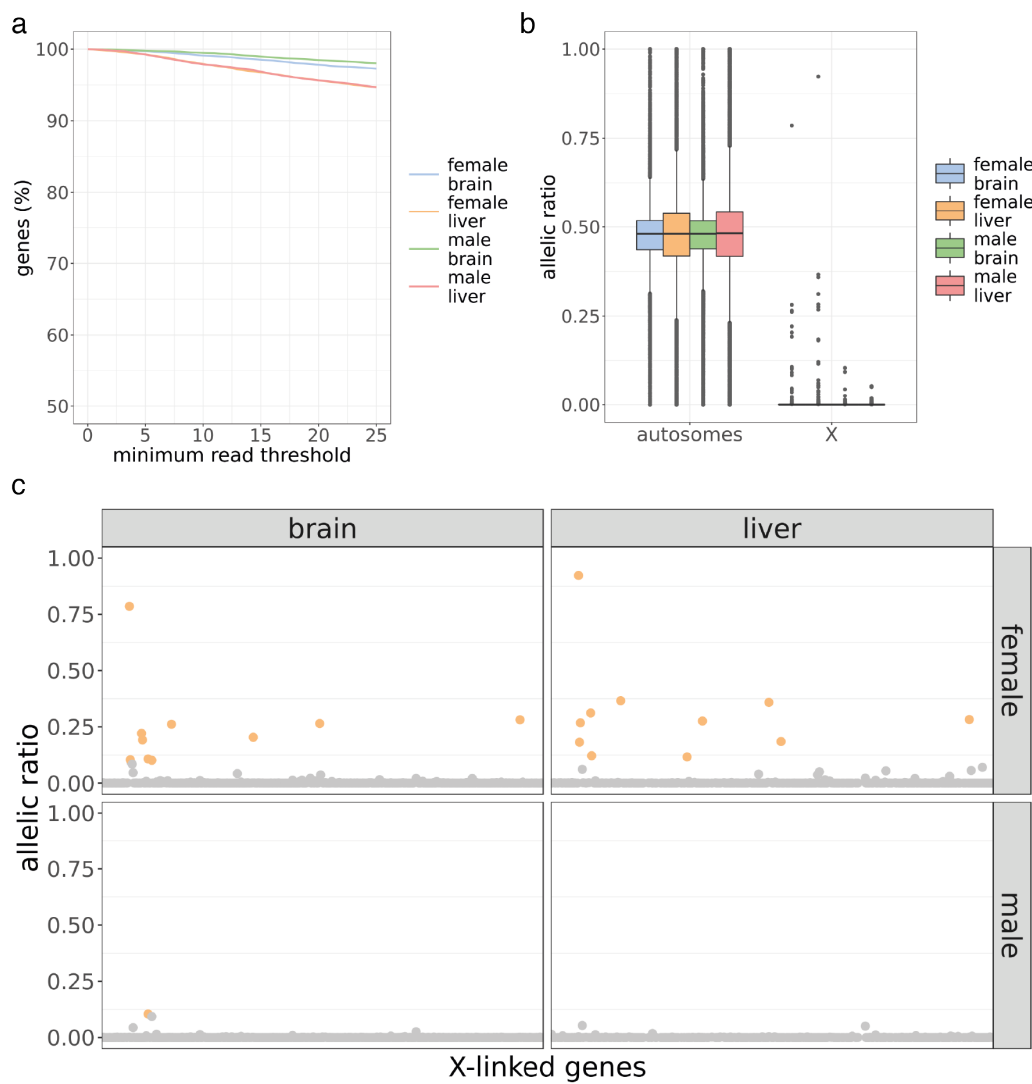 a
100
90
80
70
60
50
genes (%)
0 5 10 15 20 25
minimum read threshold
female
brain
female
liver
male
brain
male
liver
b
1.00
0.75
0.50
0.25
0.00
allelic ratio
autosomes X
female
brain
female
liver
male
brain
male
liver
c
brain liver
1.00
0.75
0.50
0.25
0.00
female
1.00
0.75
0.50
0.25
0.00
male
allelic ratio
X-linked genes